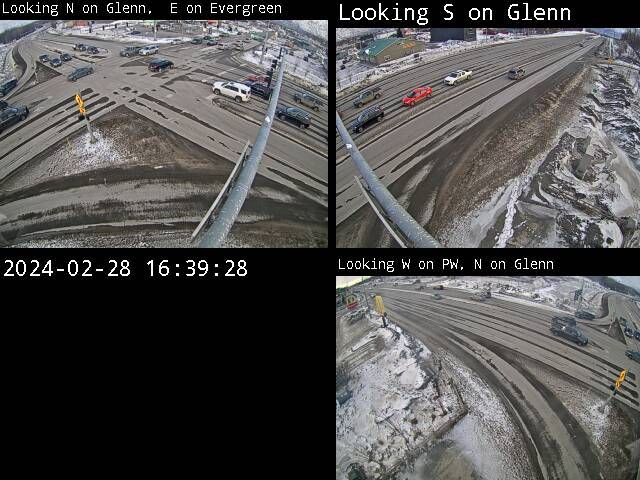 Looking N on Glenn,  E on Evergreen
Looking S on Glenn
2024-02-28 16:39:28
Looking W on PW, N on Glenn